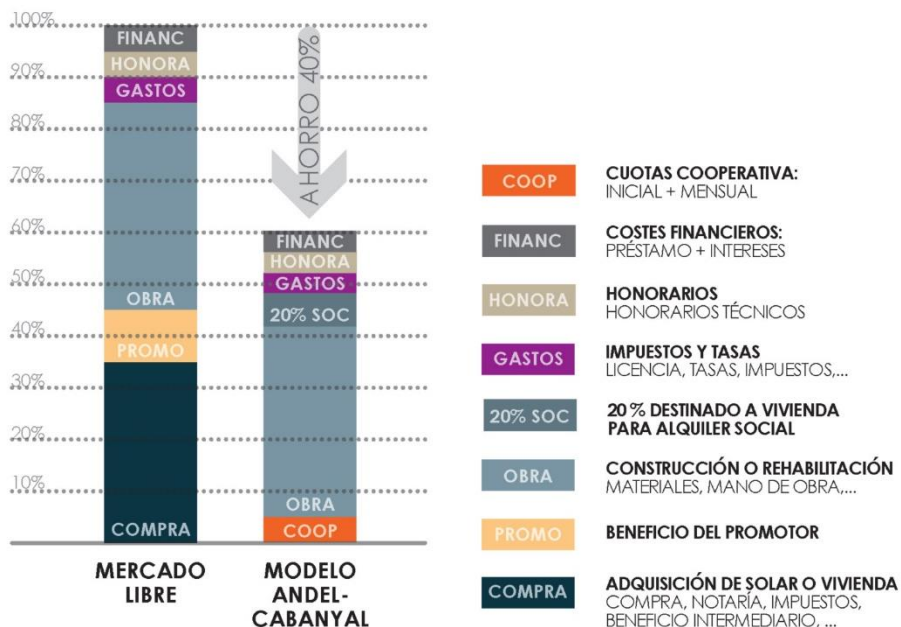 100%
90%
80%
70%
60%
50%
40%
30%
20%
10%
FINANC
HONORA
GASTOS
OBRA
PROMO
COMPRA
MERCADO
LIBRE
AHORRO 40%
FINANC
HONORA
GASTOS
20% SOC
OBRA
COOP
MODELO
ANDEL-
CABANYAL
COOP
CUOTAS COOPERATIVA:
INICIAL + MENSUAL
FINANC
COSTES FINANCIEROS:
PRÉSTAMO + INTERESES
HONORA
HONORARIOS
HONORARIOS TÉCNICOS
GASTOS
IMPUESTOS Y TASAS
LICENCIA, TASAS, IMPUESTOS,...
20% SOC
20 % DESTINADO A VIVIENDA
PARA ALQUILER SOCIAL
OBRA
CONSTRUCCIÓN O REHABILITACIÓN
MATERIALES, MANO DE OBRA,...
PROMO
BENEFICIO DEL PROMOTOR
COMPRA
ADQUISICIÓN DE SOLAR O VIVIENDA
COMPRA, NOTARÍA, IMPUESTOS,
BENEFICIO INTERMEDIARIO, ...